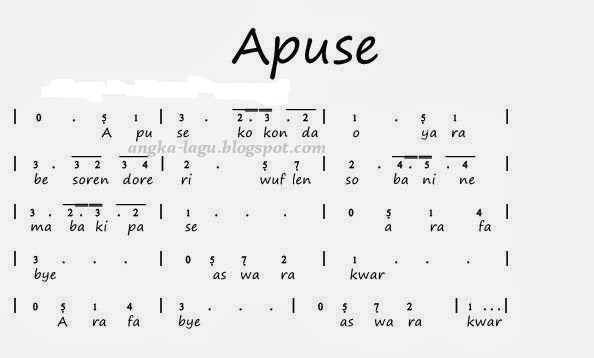 Apuse
| 0 . 5̣ 1 | 3 . 2 . 3 . 2 | 1 . 5̣ 1 |
A pu se ko kon da o ya ra
angka-lagu.blogspot.com
| 3 . 3 2 3 4 | 2 . 5̣ 7̣ | 2 . 4 . 5 . 4 |
be soren dore ri wuf len so ba ni ne
| 3 . 2 . 3 . 2 | 1 . . . | 0 5̣ 1 4 |
ma ba ki pa se a ra fa
| 3 . . . | 0 5̣ 7̣ 2 | 1 . . . |
bye as wa ra kwar
| 0 5̣ 1 4 | 3 . . . | 0 5̣ 7̣ 2 | 1 . . . |
A ra fa bye as wa ra kwar